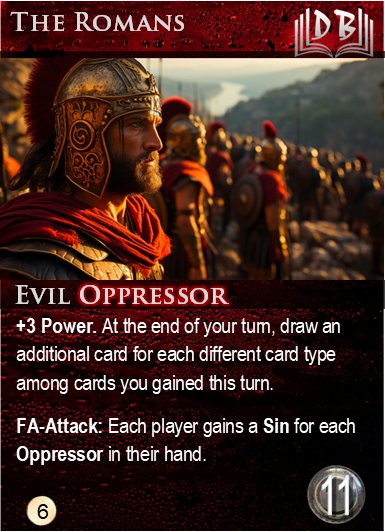 The Romans
DB
Evil Oppressor
+3 Power. At the end of your turn, draw an
additional card for each different card type
among cards you gained this turn.
FA-Attack: Each player gains a Sin for each
Oppressor in their hand.
6
11